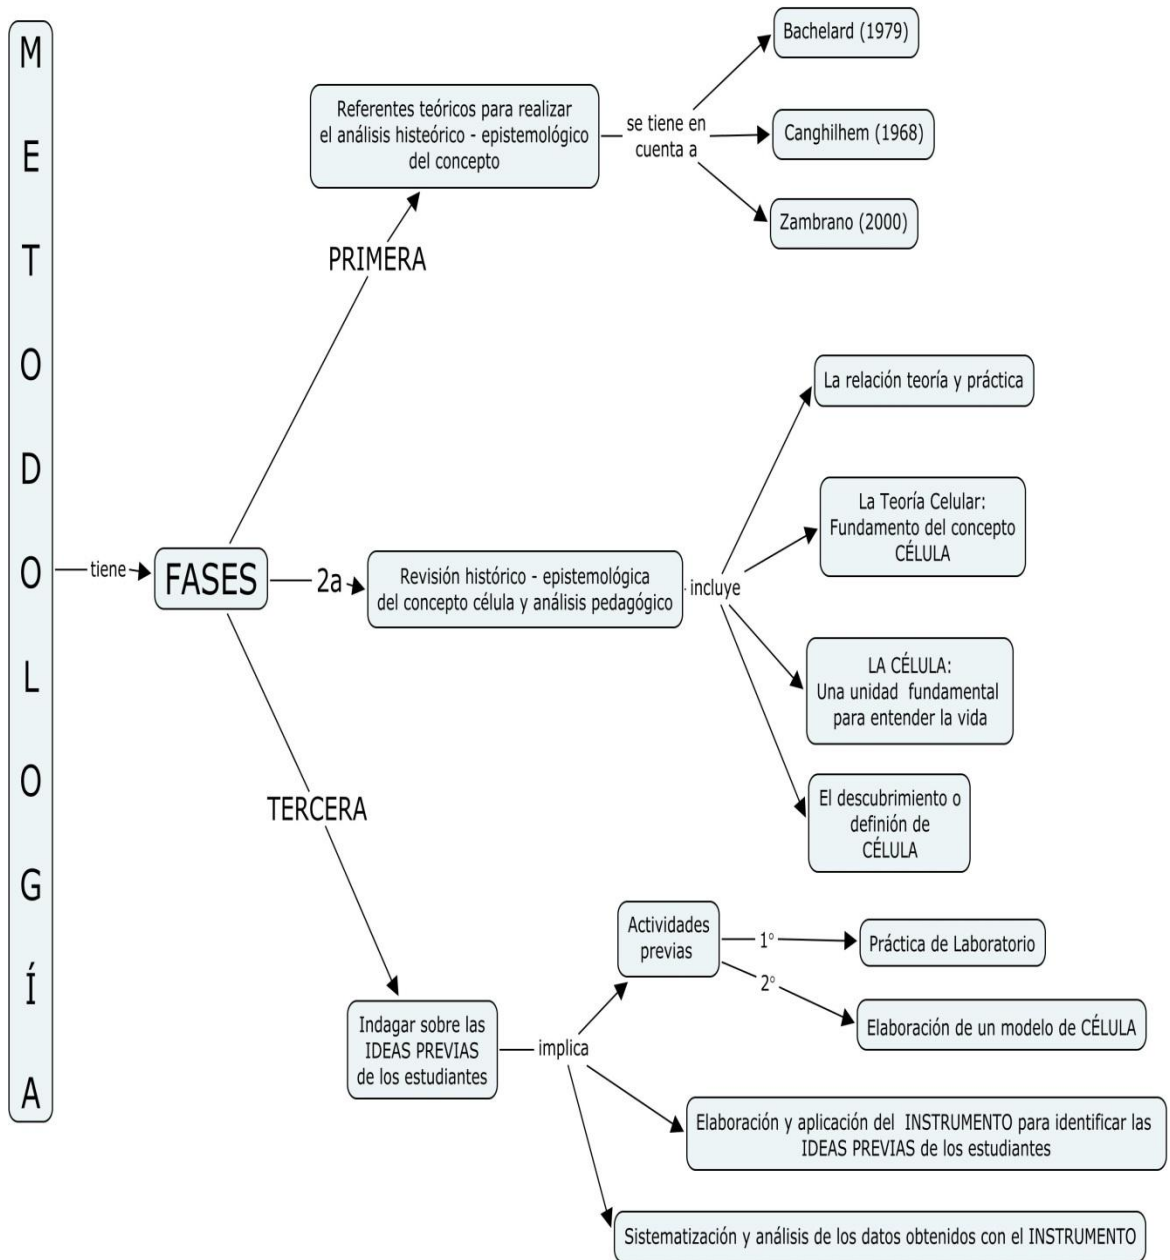 METODOLOGÍA
tiene
FASES
PRIMERA
Referentes teóricos para realizar
el análisis histeórico - epistemológico
del concepto
se tiene en
cuenta a
Bachelard (1979)
Canghilhem (1968)
Zambrano (2000)
2a
Revisión histórico - epistemológica
del concepto célula y análisis pedagógico
incluye
La relación teoría y práctica
La Teoría Celular:
Fundamento del concepto
CÉLULA
LA CÉLULA:
Una unidad fundamental
para entender la vida
El descubrimiento o
definión de
CÉLULA
TERCERA
Indagar sobre las
IDEAS PREVIAS
de los estudiantes
implica
Actividades
previas
1º
Práctica de Laboratorio
2º
Elaboración de un modelo de CÉLULA
Elaboración y aplicación del INSTRUMENTO para identificar las
IDEAS PREVIAS de los estudiantes
Sistematización y análisis de los datos obtenidos con el INSTRUMENTO